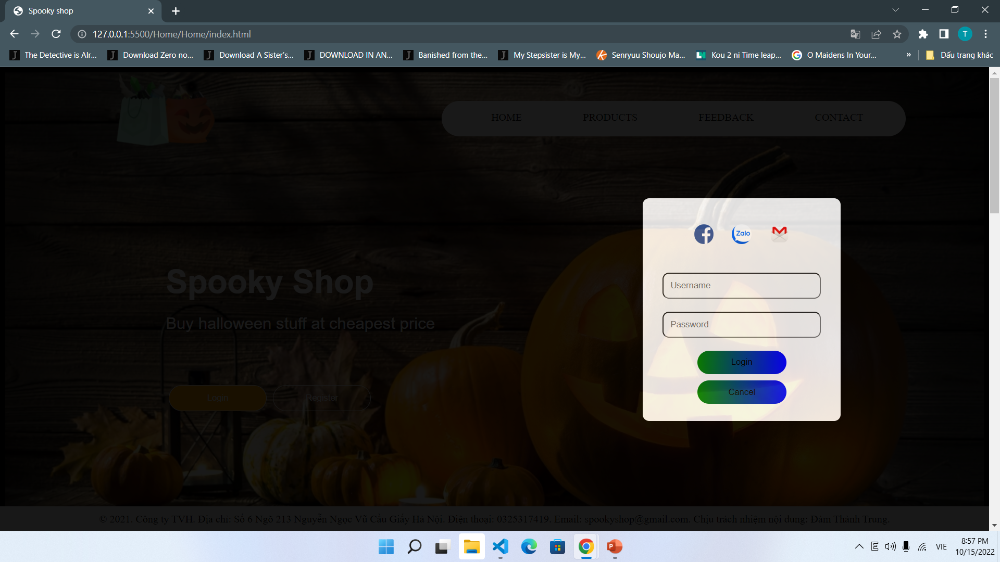 Spooky shop
127.0.0.1:5500/Home/Home/index.html
T
The Detective is Alr...
Download Zero no...
Download A Sister's...
DOWNLOAD IN AN...
Banished from the...
My Stepsister is My...
Senryuu Shoujo Ma...
Kou 2 ni Time leap...
O Maidens In Your...
»
Dấu trang khác
HOME PRODUCTS FEEDBACK CONTACT
Zalo
Spooky Shop
Username
Buy halloween stuff at cheapest price
Password
Login
Cancel
Login Register
© 2021. Công ty TVH. Địa chỉ: Số 6 Ngõ 213 Nguyễn Ngọc Vũ Cầu Giấy Hà Nội. Điện thoại: 0325317419. Email: spookyshop@gmail.com. Chịu trách nhiệm nội dung: Đàm Thành Trung.
VIE
8:57 PM
10/15/2022